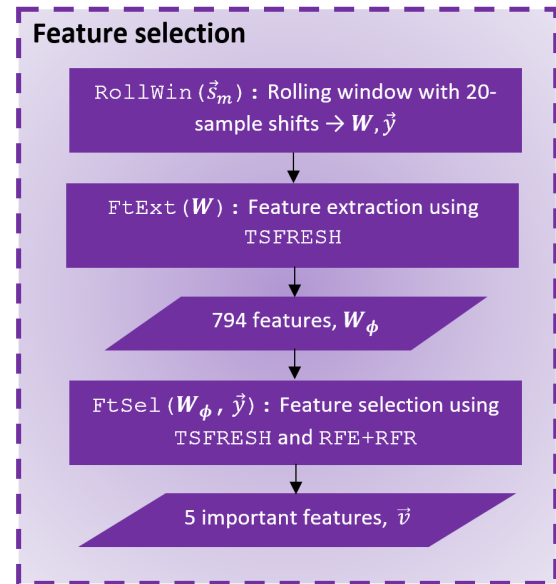 Feature selection
RollWin(s⃗ₘ): Rolling window with 20-
sample shifts → W, y⃗
FtExt(W): Feature extraction using
TSFRESH
794 features, W_ϕ
FtSel(W_ϕ, y⃗): Feature selection using
TSFRESH and RFE+RFR
5 important features, v⃗